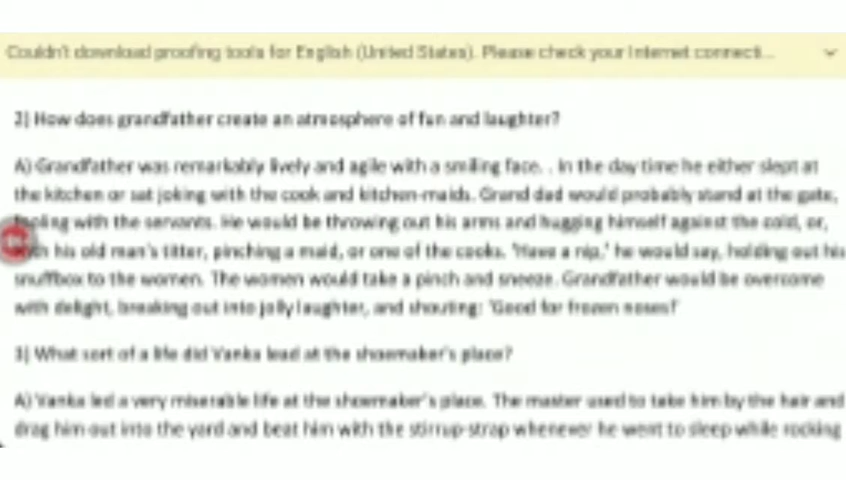 Couldn't download proofing tools for English (United States). Please check your Internet connecti...
2) How does grandfather create an atmosphere of fun and laughter?
A) Grandfather was remarkably lively and agile with a smiling face. . In the day time he either slept at
the kitchen or sat joking with the cook and kitchen-maids. Grand dad would probably stand at the gate,
with the servants. He would be throwing out his arms and hugging himself against the cold, or,
his old man's titter, pinching a maid, or one of the cooks. 'Have a nip,' he would say, holding out his
snuffbox to the women. The women would take a pinch and sneeze. Grandfather would be overcome
with delight, breaking out into jolly laughter, and shouting: 'Good for frozen noses!'
3) What sort of a life did Vanka lead at the shoemaker's place?
A) Vanka led a very miserable life at the shoemaker's place. The master used to take him by the hair and
drag him out into the yard and beat him with the stirrup-strap whenever he went to sleep while rocking